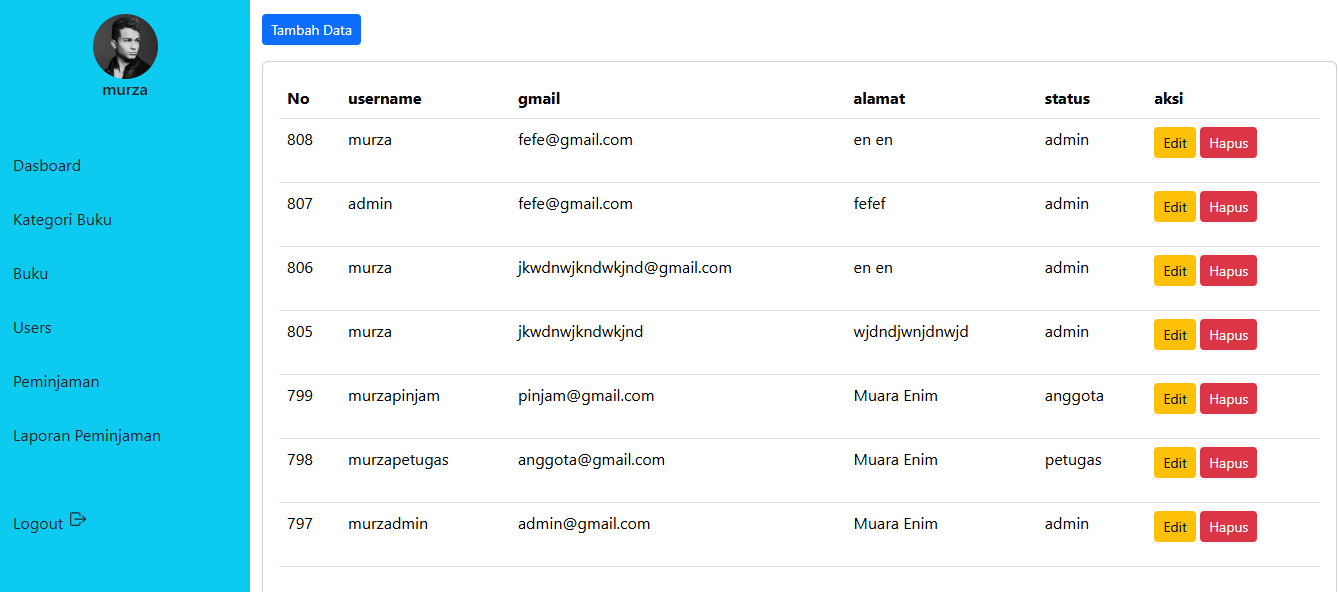 murza
Dasboard
Kategori Buku
Buku
Users
Peminjaman
Laporan Peminjaman
Logout
Tambah Data
No username gmail alamat status aksi
808 murza fefe@gmail.com en en admin Edit Hapus
807 admin fefe@gmail.com fefef admin Edit Hapus
806 murza jkwdnwjkndwkjnd@gmail.com en en admin Edit Hapus
805 murza jkwdnwjkndwkjnd wjdndjwnjdnwjd admin Edit Hapus
799 murzapinjam pinjam@gmail.com Muara Enim anggota Edit Hapus
798 murzapetugas anggota@gmail.com Muara Enim petugas Edit Hapus
797 murzadmin admin@gmail.com Muara Enim admin Edit Hapus